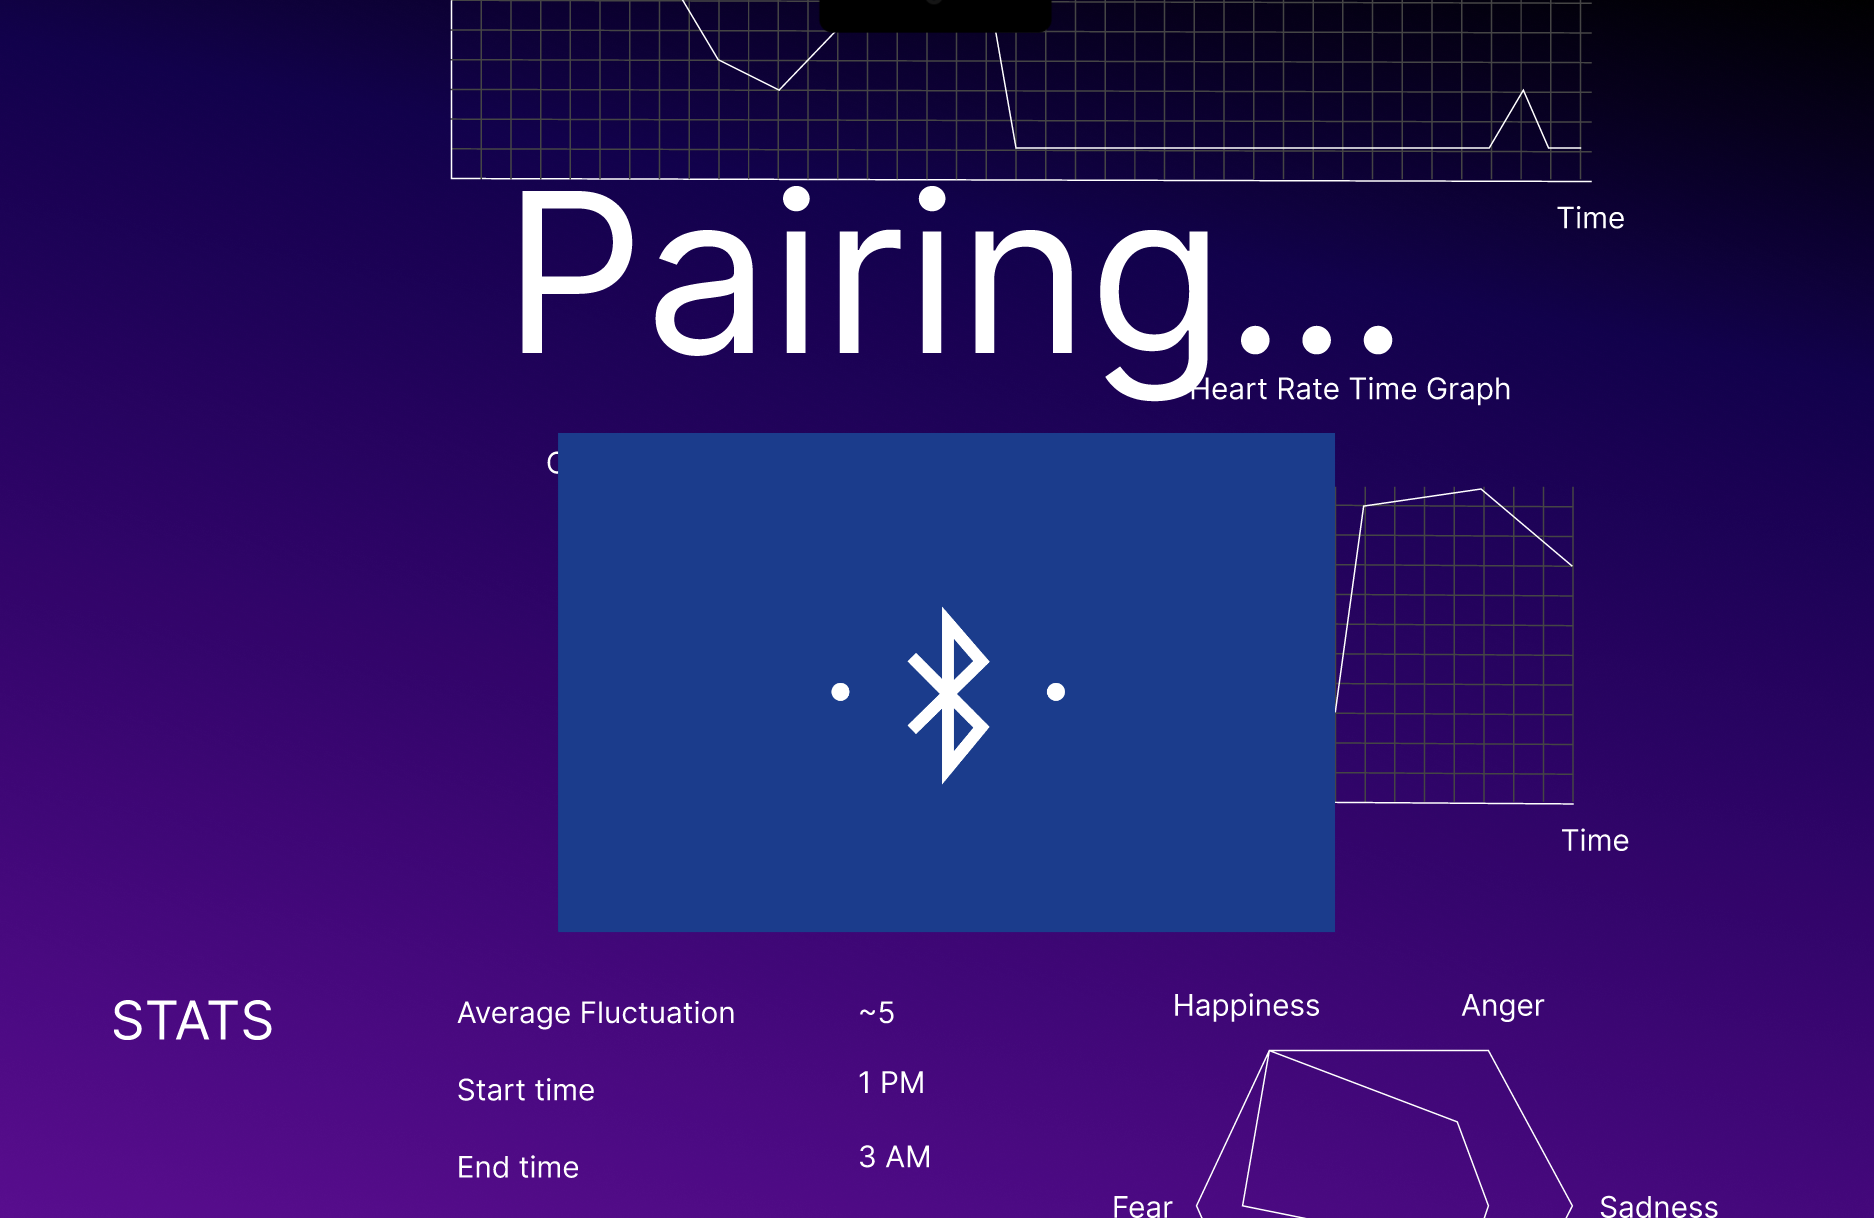 Time
Pairing...
Heart Rate Time Graph
Time
STATS
Average Fluctuation
~5
Start time
1 PM
End time
3 AM
Happiness
Anger
Fear
Sadness